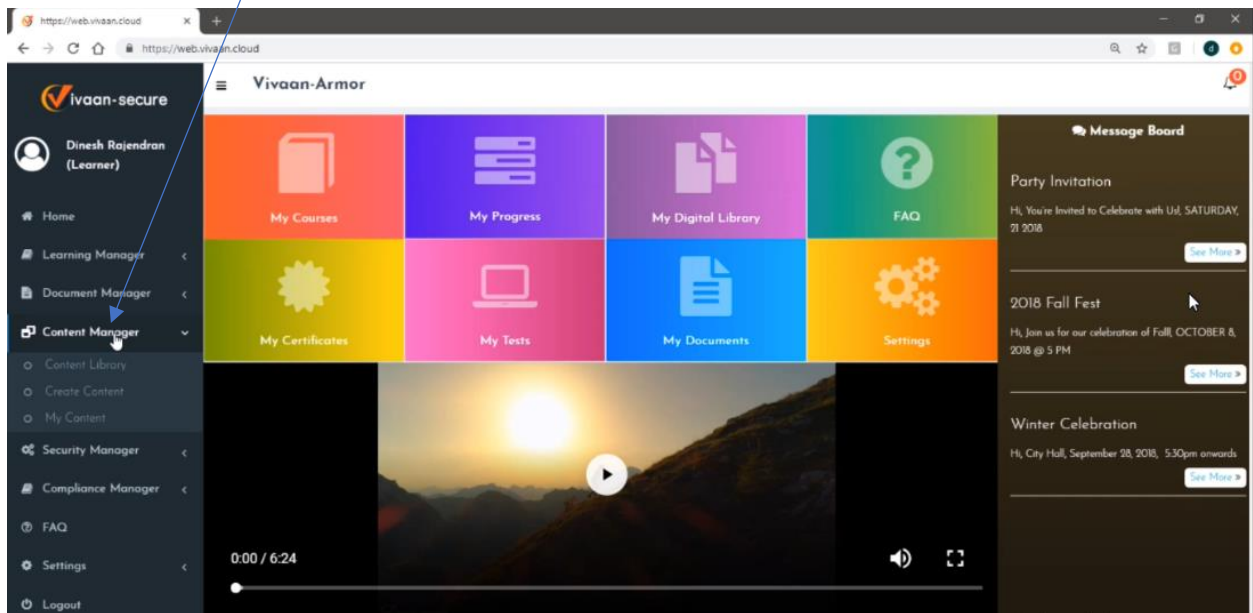 https://web.vivaan.cloud
https://web.vivaan.cloud
Vivaan-secure
Dinesh Rajendran
(Learner)
Home
Learning Manager
Document Manager
Content Manager
Content Library
Create Content
My Content
Security Manager
Compliance Manager
FAQ
Settings
Logout
Vivaan-Armor
0
d
My Courses
My Progress
My Digital Library
FAQ
My Certificates
My Tests
My Documents
Settings
0:00 / 6:24
Message Board
Party Invitation
Hi, You're Invited to Celebrate with Us!, SATURDAY,
21 2018
See More »
2018 Fall Fest
Hi, Join us for our celebration of Fall!, OCTOBER 8,
2018 @ 5 PM
See More »
Winter Celebration
Hi, City Hall, September 28, 2018, 5:30pm onwards
See More »